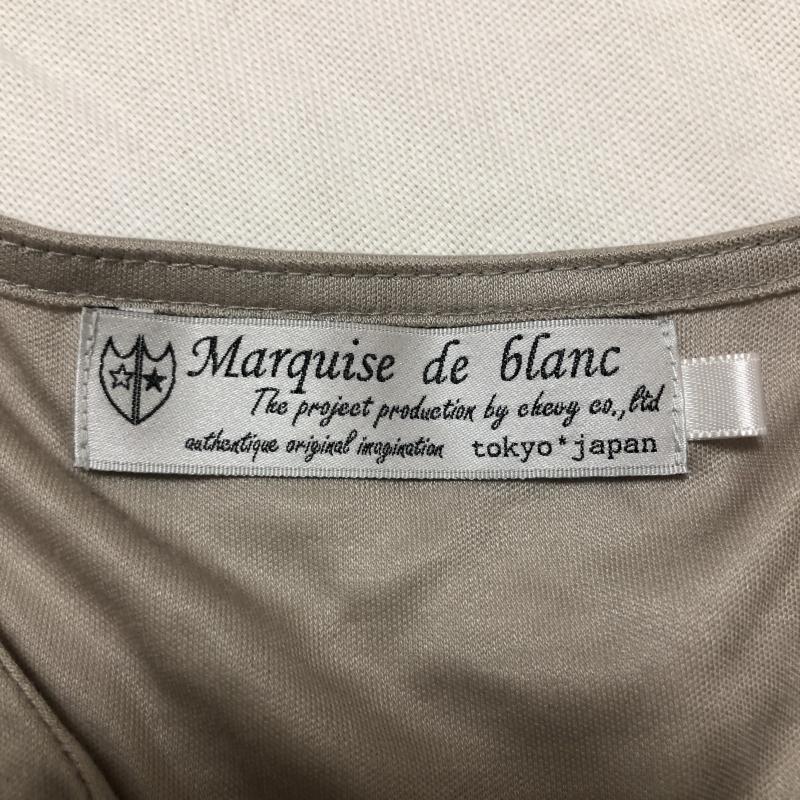 Marquise de blanc
The project production by chevy co.,ltd
authentique original imagination tokyo*japan